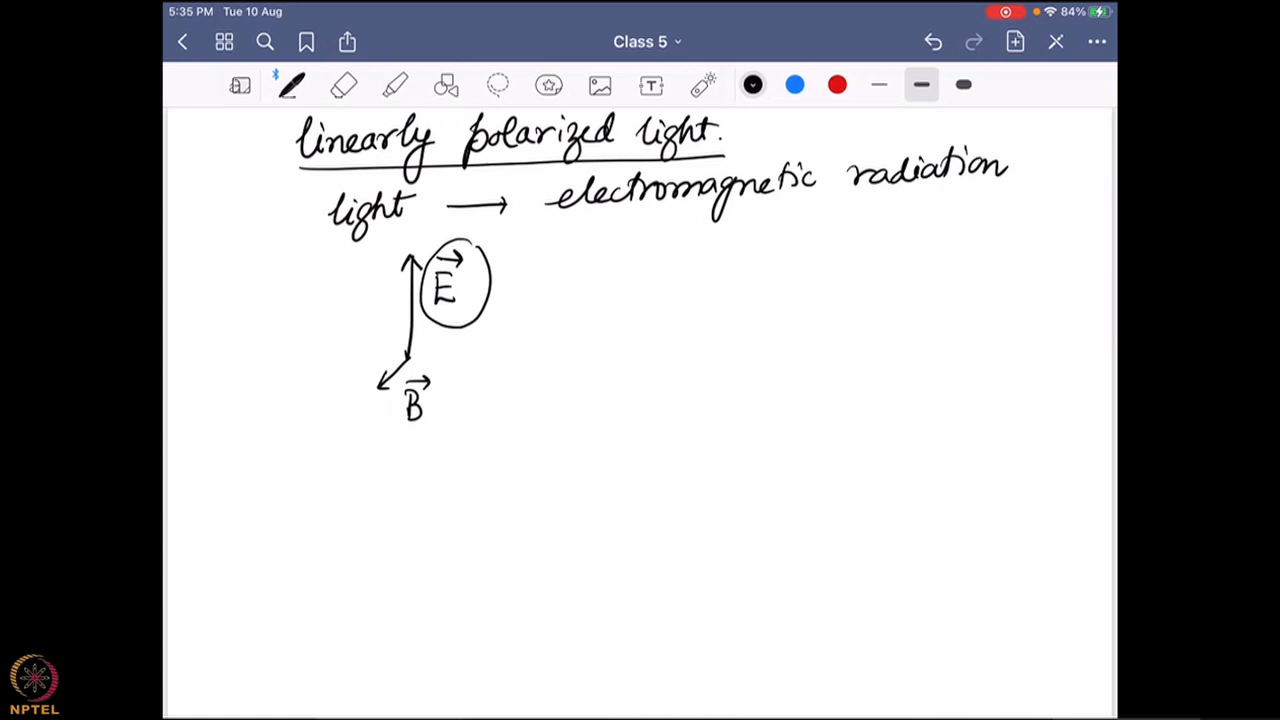 5:35 PM Tue 10 Aug
84%
Class 5
T
linearly polarized light.
light → electromagnetic radiation
E⃗
B⃗
NPTEL